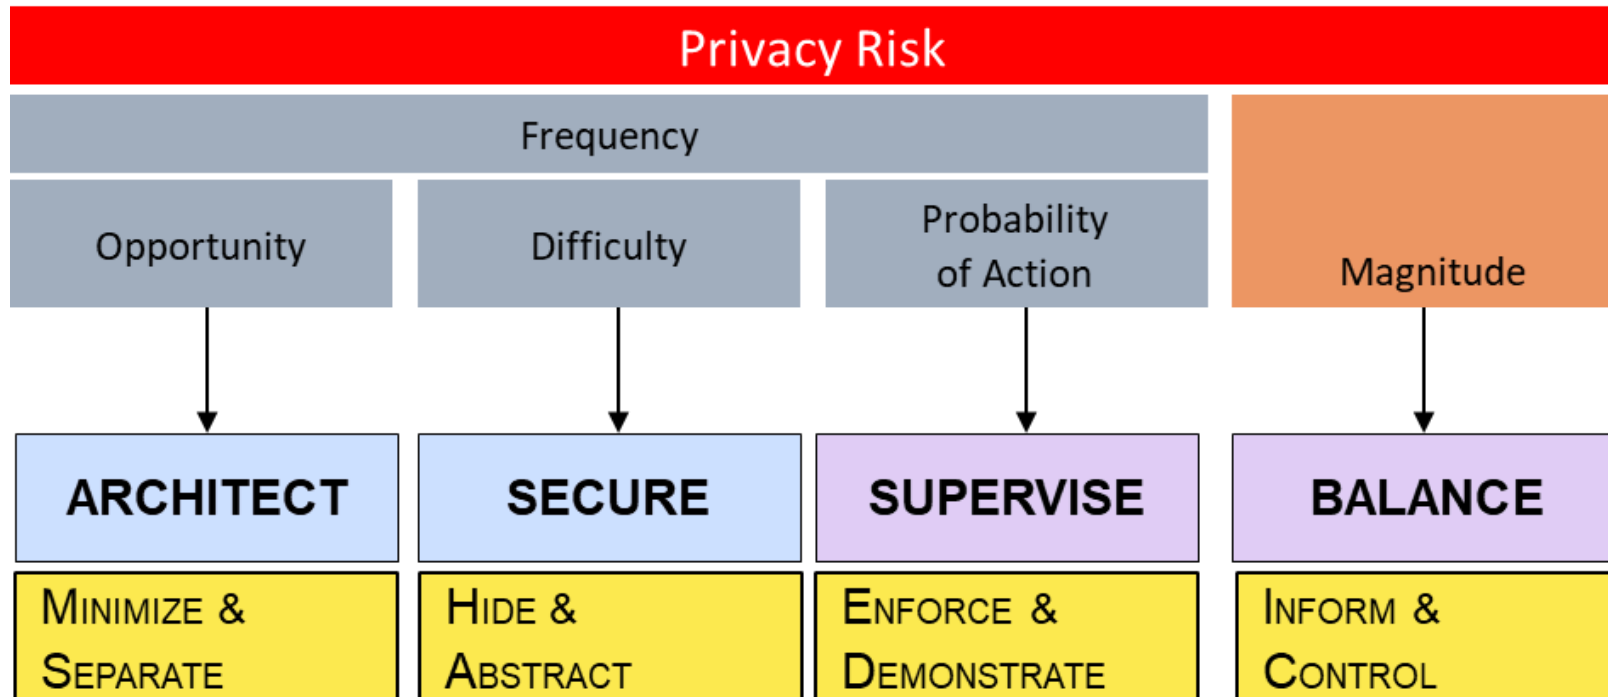 Privacy Risk
Frequency
Opportunity
Difficulty
Probability
of Action
Magnitude
ARCHITECT
SECURE
SUPERVISE
BALANCE
MINIMIZE &
SEPARATE
HIDE &
ABSTRACT
ENFORCE &
DEMONSTRATE
INFORM &
CONTROL